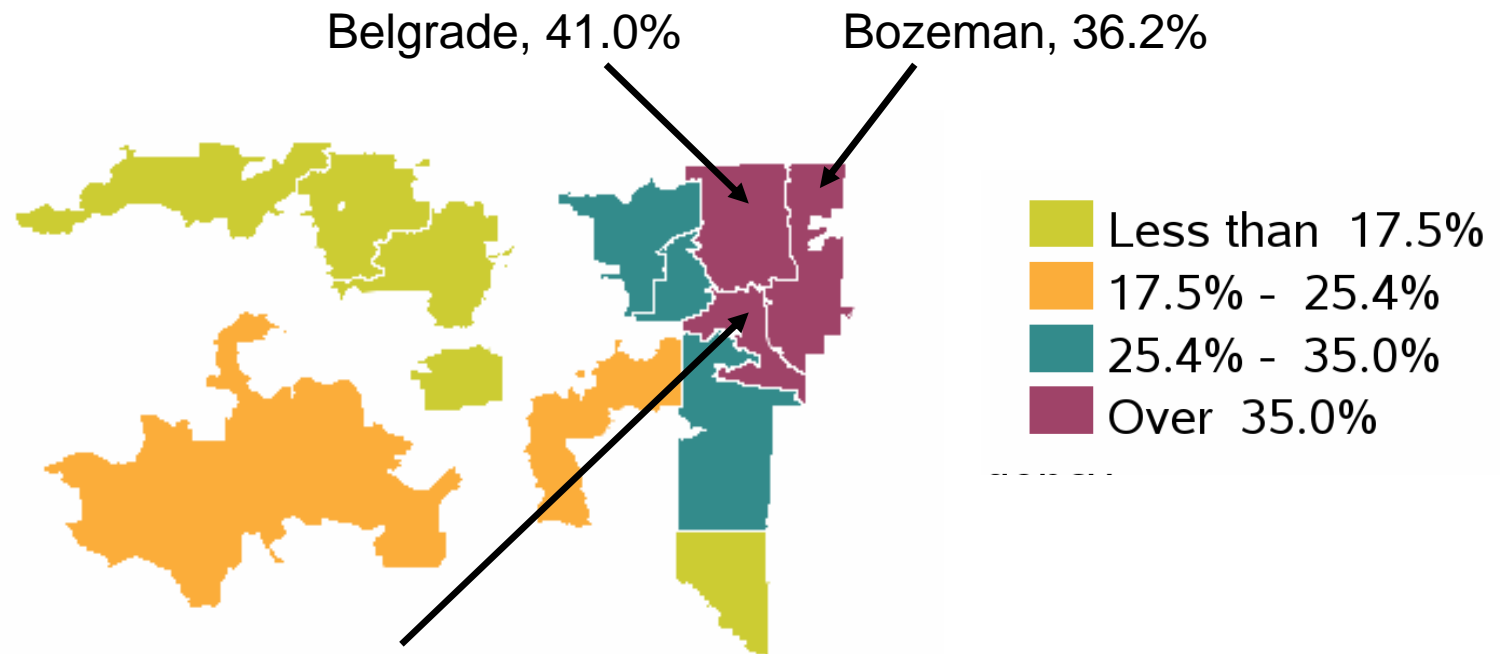 Belgrade, 41.0%
Bozeman, 36.2%
Less than 17.5%
17.5% - 25.4%
25.4% - 35.0%
Over 35.0%